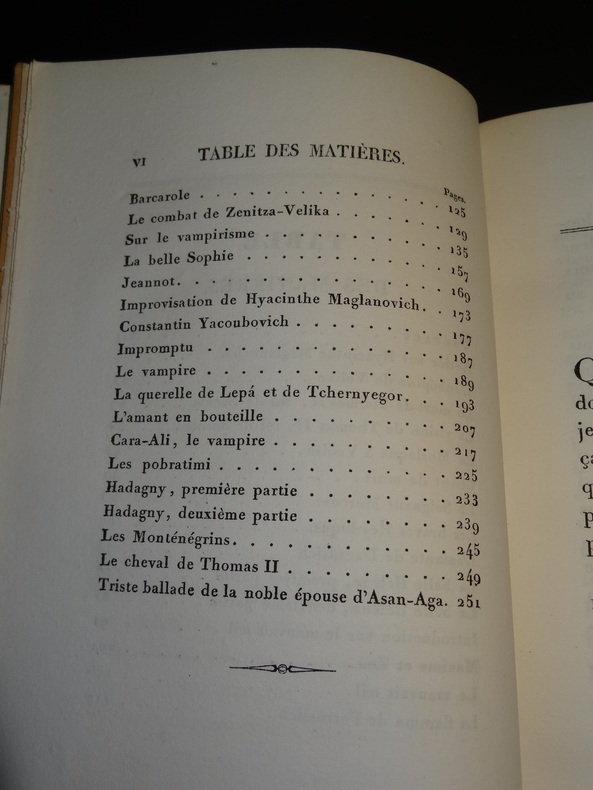 VI TABLE DES MATIÈRES.
Pages.
Barcarole . . . . . . . . . . . . . . 125
Le combat de Zenitza-Velika . . . . . . 129
Sur le vampirisme . . . . . . . . . . 135
La belle Sophie . . . . . . . . . . . 157
Jeannot. . . . . . . . . . . . . . . 169
Improvisation de Hyacinthe Maglanovich. . . 173
Constantin Yacoubovich . . . . . . . . 177
Impromptu . . . . . . . . . . . . . 187
Le vampire . . . . . . . . . . . . . 189
La querelle de Lepá et de Tchernyegor. . . . 193
L'amant en bouteille . . . . . . . . . 207
Cara-Ali, le vampire . . . . . . . . . 217
Les pobratimi . . . . . . . . . . . . 225
Hadagny, première partie . . . . . . . 233
Hadagny, deuxième partie . . . . . . . 239
Les Monténégrins. . . . . . . . . . . 245
Le cheval de Thomas II . . . . . . . . 249
Triste ballade de la noble épouse d'Asan-Aga. 251